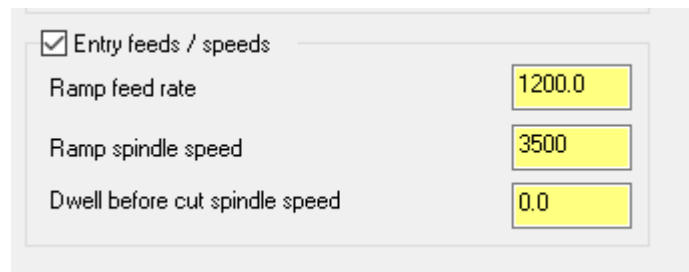 Entry feeds / speeds
Ramp feed rate 1200.0
Ramp spindle speed 3500
Dwell before cut spindle speed 0.0